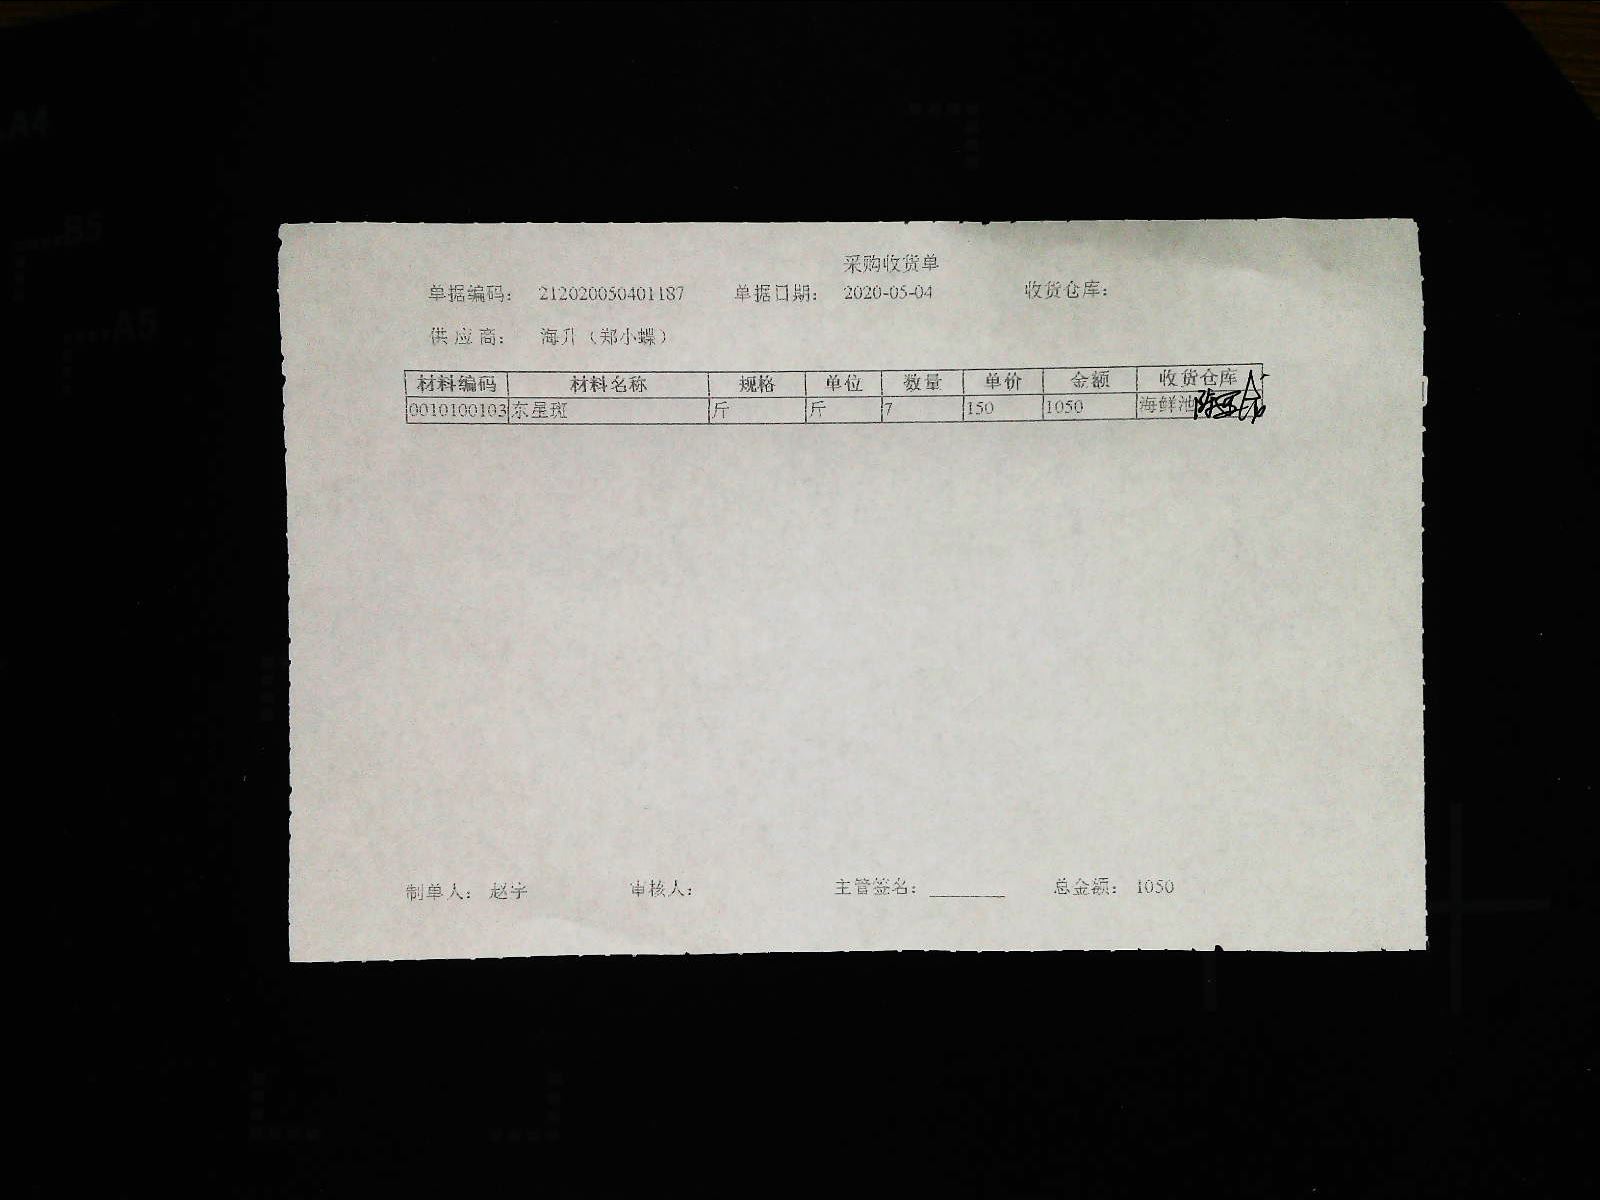 采购收货单
单据编码： 212020050401187 单据日期： 2020-05-04 收货仓库：
供应商： 海升（郑小蝶）
材料编码 材料名称 规格 单位 数量 单价 金额 收货仓库
0010100103 东星斑 斤 斤 7 150 1050 海鲜池
制单人： 赵宇 审核人： 主管签名： 总金额： 1050
A4
B5
A5